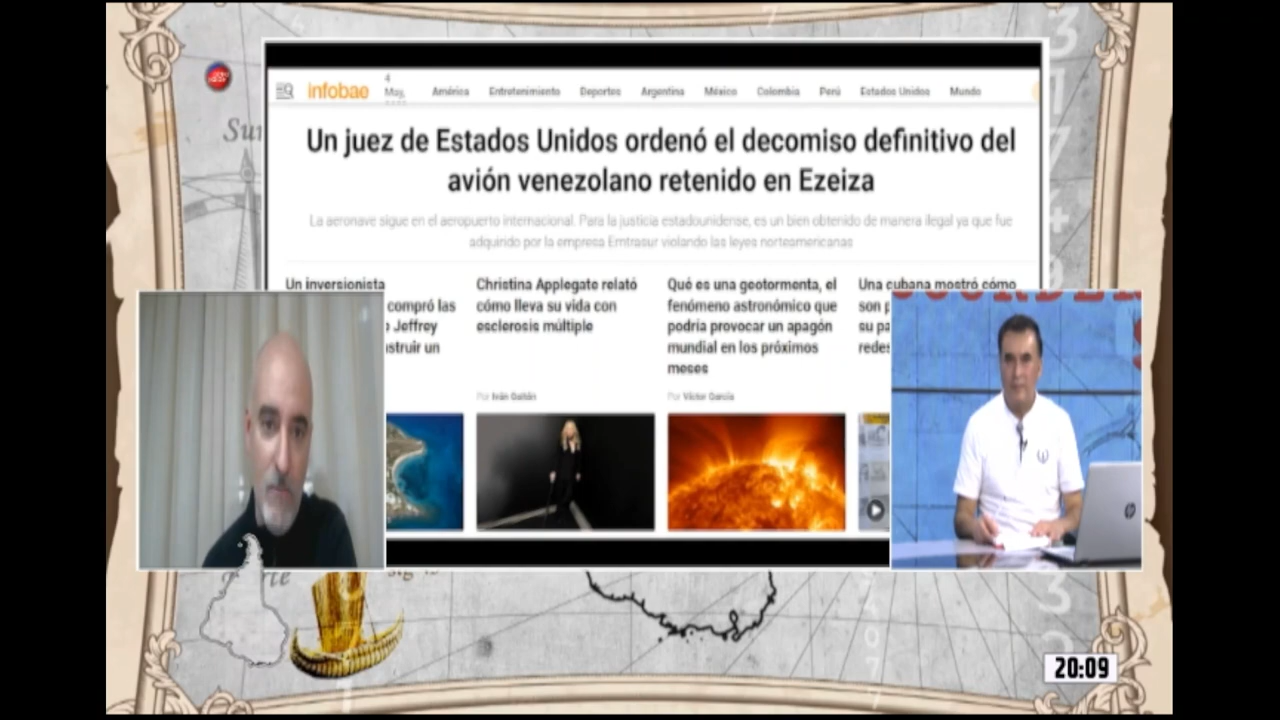 infobae
4
May,
América Entretenimiento Deportes Argentina México Colombia Perú Estados Unidos Mundo
Un juez de Estados Unidos ordenó el decomiso definitivo del
avión venezolano retenido en Ezeiza
La aeronave sigue en el aeropuerto internacional. Para la justicia estadounidense, es un bien obtenido de manera ilegal ya que fue
adquirido por la empresa Emtrasur violando las leyes norteamericanas
Un inversionista
compró las
Jeffrey
struir un
Christina Applegate relató
cómo lleva su vida con
esclerosis múltiple
Por Iván Guitán
Qué es una geotormenta, el
fenómeno astronómico que
podría provocar un apagón
mundial en los próximos
meses
Por Víctor García
Una cubana mostró cómo
son p
su pa
redes
hp
20:09